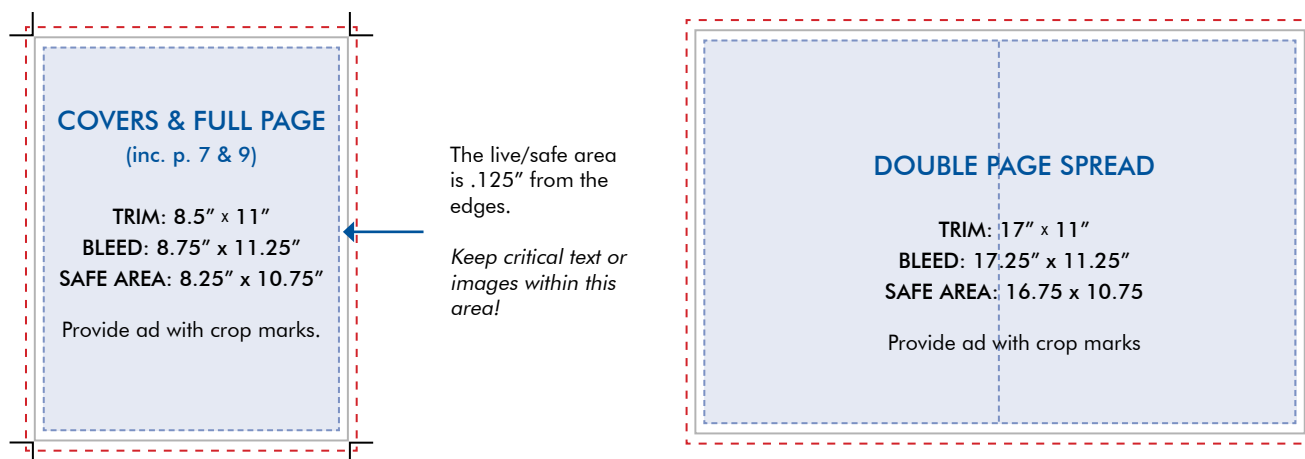 COVERS & FULL PAGE
(inc. p. 7 & 9)
TRIM: 8.5” x 11”
BLEED: 8.75” x 11.25”
SAFE AREA: 8.25” x 10.75”
Provide ad with crop marks.
The live/safe area
is .125” from the
edges.
Keep critical text or
images within this
area!
DOUBLE PAGE SPREAD
TRIM: 17” x 11”
BLEED: 17.25” x 11.25”
SAFE AREA: 16.75 x 10.75
Provide ad with crop marks